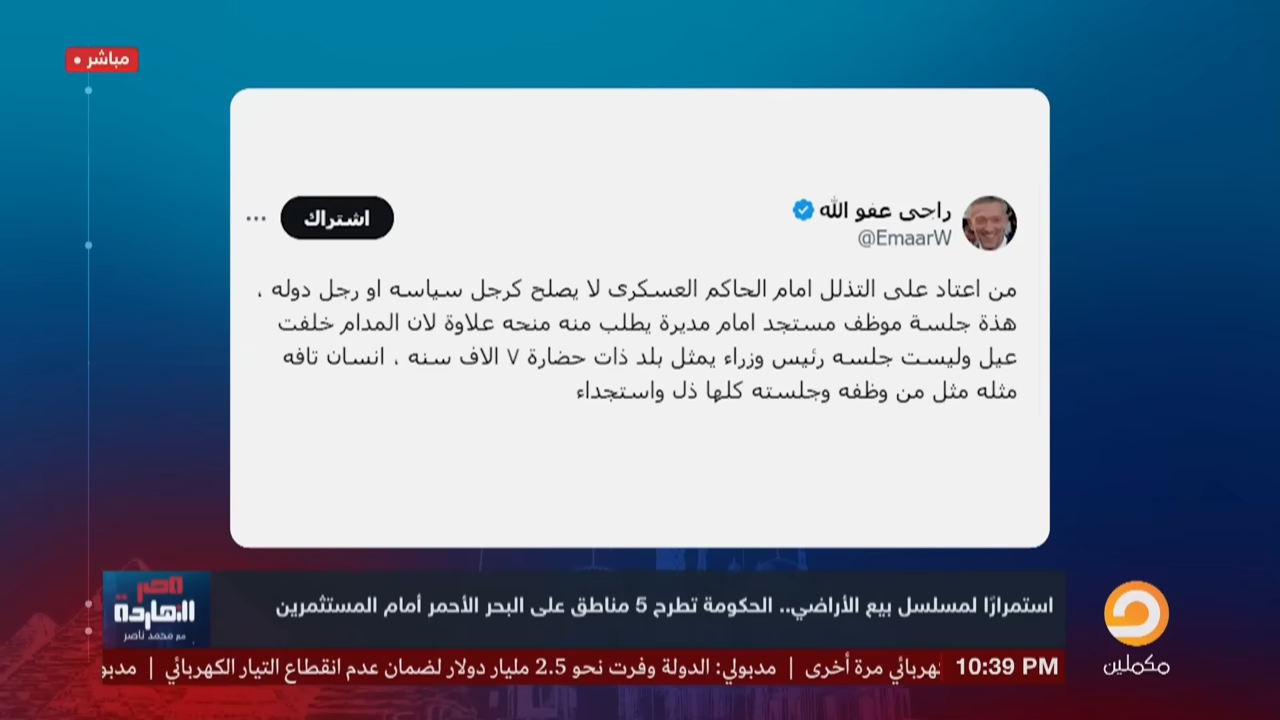 مباشر
راجى عفو الله
@EmaarW
اشتراك
من اعتاد على التذلل امام الحاكم العسكرى لا يصلح كرجل سياسه او رجل دوله ،
هذة جلسة موظف مستجد امام مديرة يطلب منه منحه علاوة لان المدام خلفت
عيل وليست جلسه رئيس وزراء يمثل بلد ذات حضارة ٧ الاف سنه ، انسان تافه
مثله مثل من وظفه وجلسته كلها ذل واستجداء
استمرارًا لمسلسل بيع الأراضي.. الحكومة تطرح 5 مناطق على البحر الأحمر أمام المستثمرين
مصر
النهاردة
مع محمد ناصر
10:39 PM
هربائي مرة أخرى | مدبولي: الدولة وفرت نحو 2.5 مليار دولار لضمان عدم انقطاع التيار الكهربائي | مدبو
مكملين